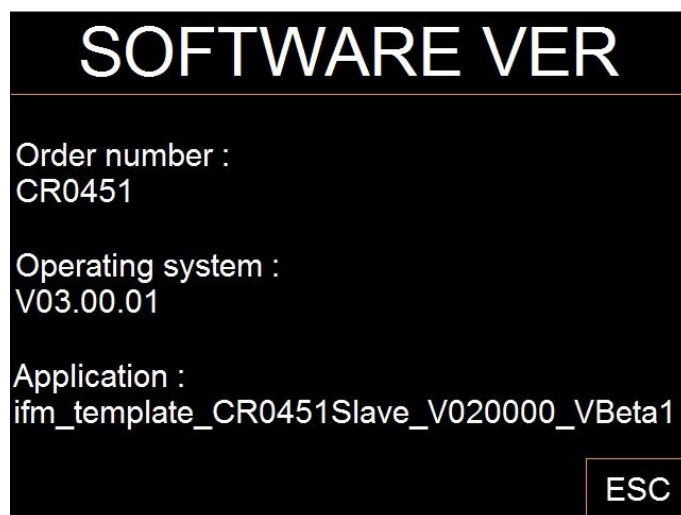 SOFTWARE VER
Order number :
CR0451
Operating system :
V03.00.01
Application :
ifm_template_CR0451Slave_V020000_VBeta1
ESC